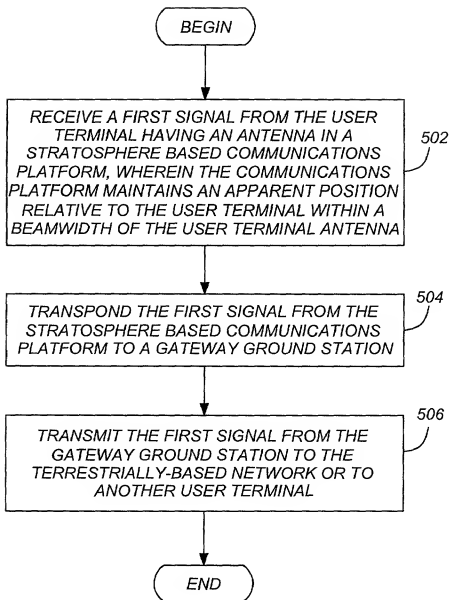 BEGIN
RECEIVE A FIRST SIGNAL FROM THE USER
TERMINAL HAVING AN ANTENNA IN A
STRATOSPHERE BASED COMMUNICATIONS
PLATFORM, WHEREIN THE COMMUNICATIONS
PLATFORM MAINTAINS AN APPARENT POSITION
RELATIVE TO THE USER TERMINAL WITHIN A
BEAMWIDTH OF THE USER TERMINAL ANTENNA
502
TRANSPOND THE FIRST SIGNAL FROM THE
STRATOSPHERE BASED COMMUNICATIONS
PLATFORM TO A GATEWAY GROUND STATION
504
TRANSMIT THE FIRST SIGNAL FROM THE
GATEWAY GROUND STATION TO THE
TERRESTRIALLY-BASED NETWORK OR TO
ANOTHER USER TERMINAL
506
END